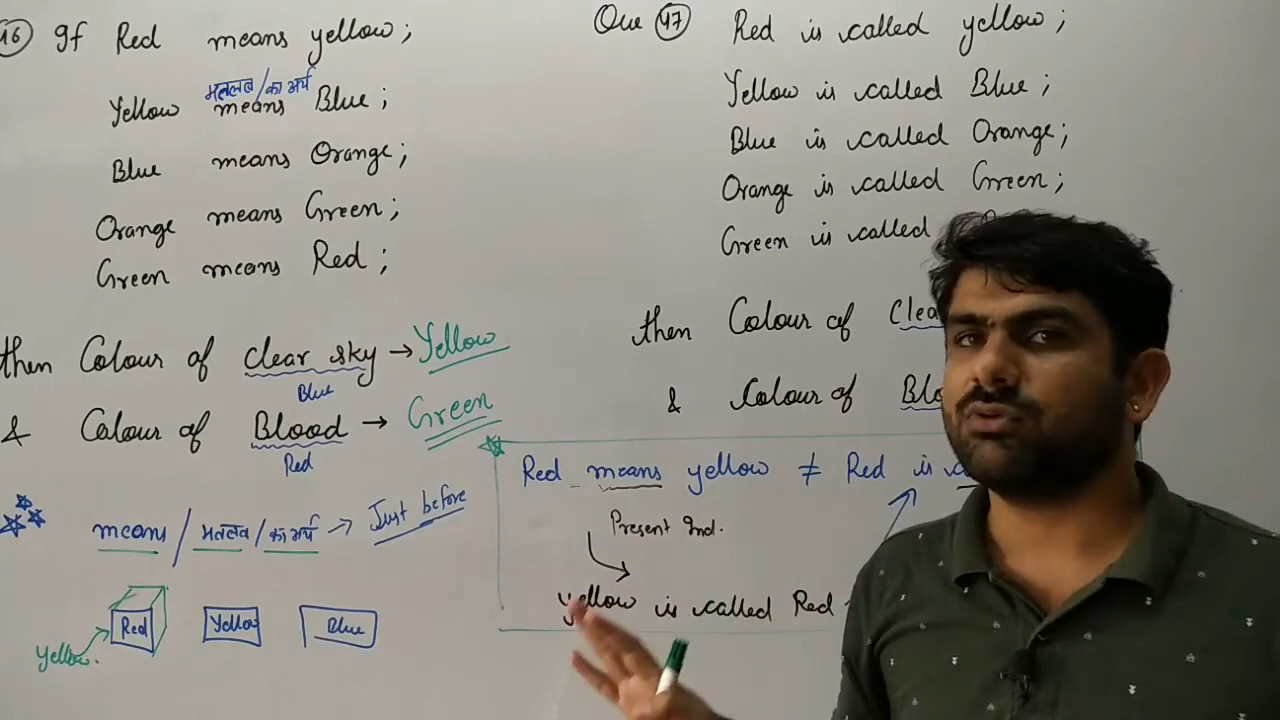 16 If Red means yellow;
मतलब/का अर्थ
Yellow means Blue;
Blue means Orange;
Orange means Green;
Green means Red;
then Colour of Clear sky → Yellow
Blue
& Colour of Blood → Green
Red
means/मतलब/का अर्थ → Just before
Red Yellow Blue
Yellow.
Que 47 Red is called yellow;
Yellow is called Blue;
Blue is called Orange;
Orange is called Green;
Green is called
then Colour of
& Colour of
Red means yellow ≠ Red is
Present Ind.
yellow is called Red